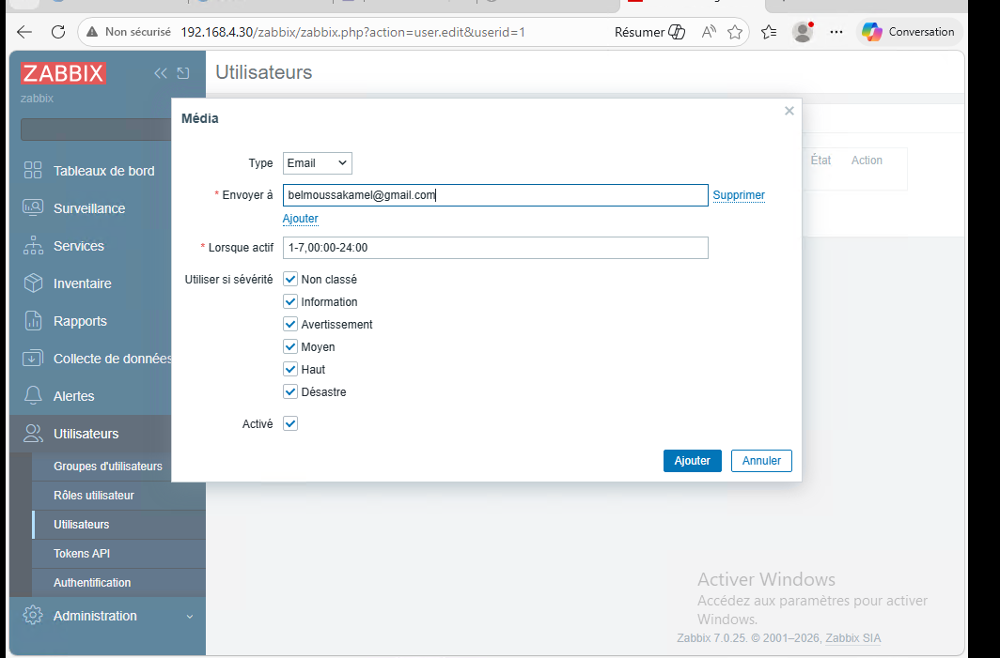 Non sécurisé 192.168.4.30/zabbix/zabbix.php?action=user.edit&userid=1 Résumer Conversation
ZABBIX
zabbix
Utilisateurs
Tableaux de bord
Surveillance
Services
Inventaire
Rapports
Collecte de données
Alertes
Utilisateurs
Groupes d'utilisateurs
Rôles utilisateur
Utilisateurs
Tokens API
Authentification
Administration
Média
Type Email
* Envoyer à belmoussakamel@gmail.com Supprimer
Ajouter
* Lorsque actif 1-7,00:00-24:00
Utiliser si sévérité Non classé
Information
Avertissement
Moyen
Haut
Désastre
Activé
Ajouter Annuler
État Action
Activer Windows
Accédez aux paramètres pour activer
Windows.
Zabbix 7.0.25. © 2001–2026, Zabbix SIA